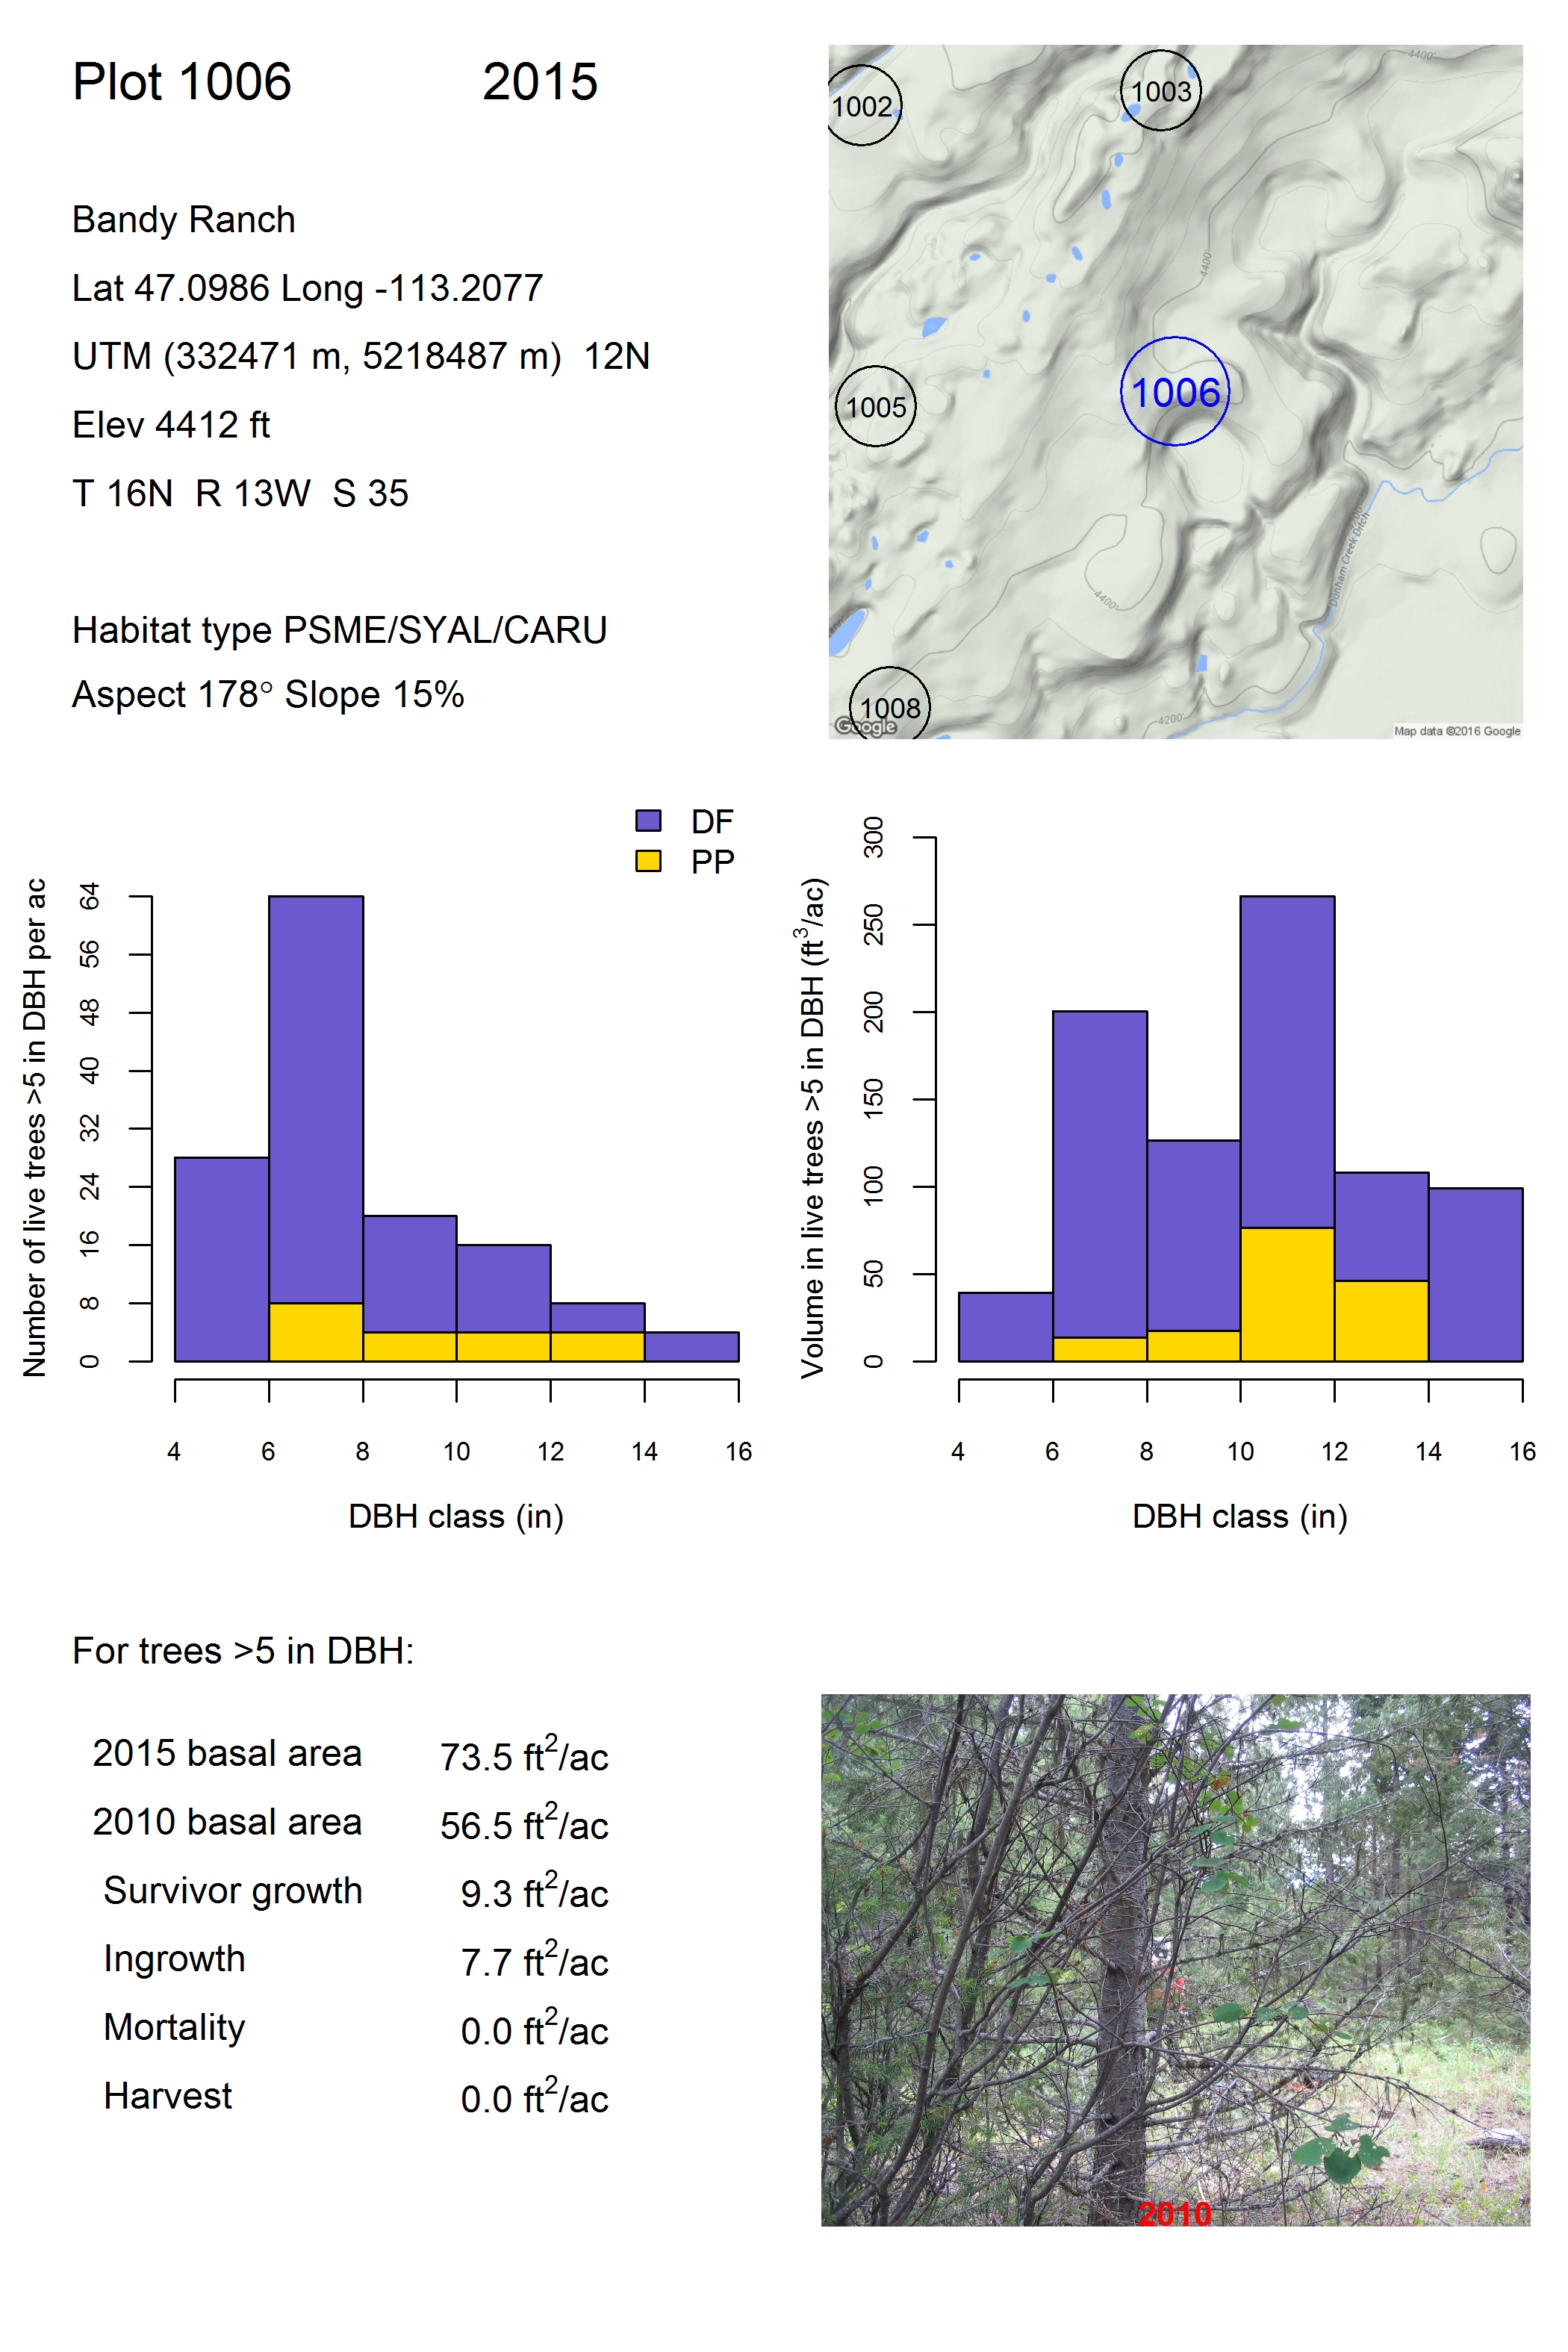 Plot 1006 2015
Bandy Ranch
Lat 47.0986 Long -113.2077
UTM (332471 m, 5218487 m) 12N
Elev 4412 ft
T 16N R 13W S 35
Habitat type PSME/SYAL/CARU
Aspect 178° Slope 15%
4400'
1002
1003
4400'
1005
1006
4200'
Dunham Creek Ditch
4400'
1008
4200'
Google
Map data ©2016 Google
DF
PP
Number of live trees >5 in DBH per ac
64
56
48
40
32
24
16
8
0
4 6 8 10 12 14 16
DBH class (in)
Volume in live trees >5 in DBH (ft³/ac)
300
250
200
150
100
50
0
4 6 8 10 12 14 16
DBH class (in)
For trees >5 in DBH:
2015 basal area 73.5 ft²/ac
2010 basal area 56.5 ft²/ac
Survivor growth 9.3 ft²/ac
Ingrowth 7.7 ft²/ac
Mortality 0.0 ft²/ac
Harvest 0.0 ft²/ac
2010